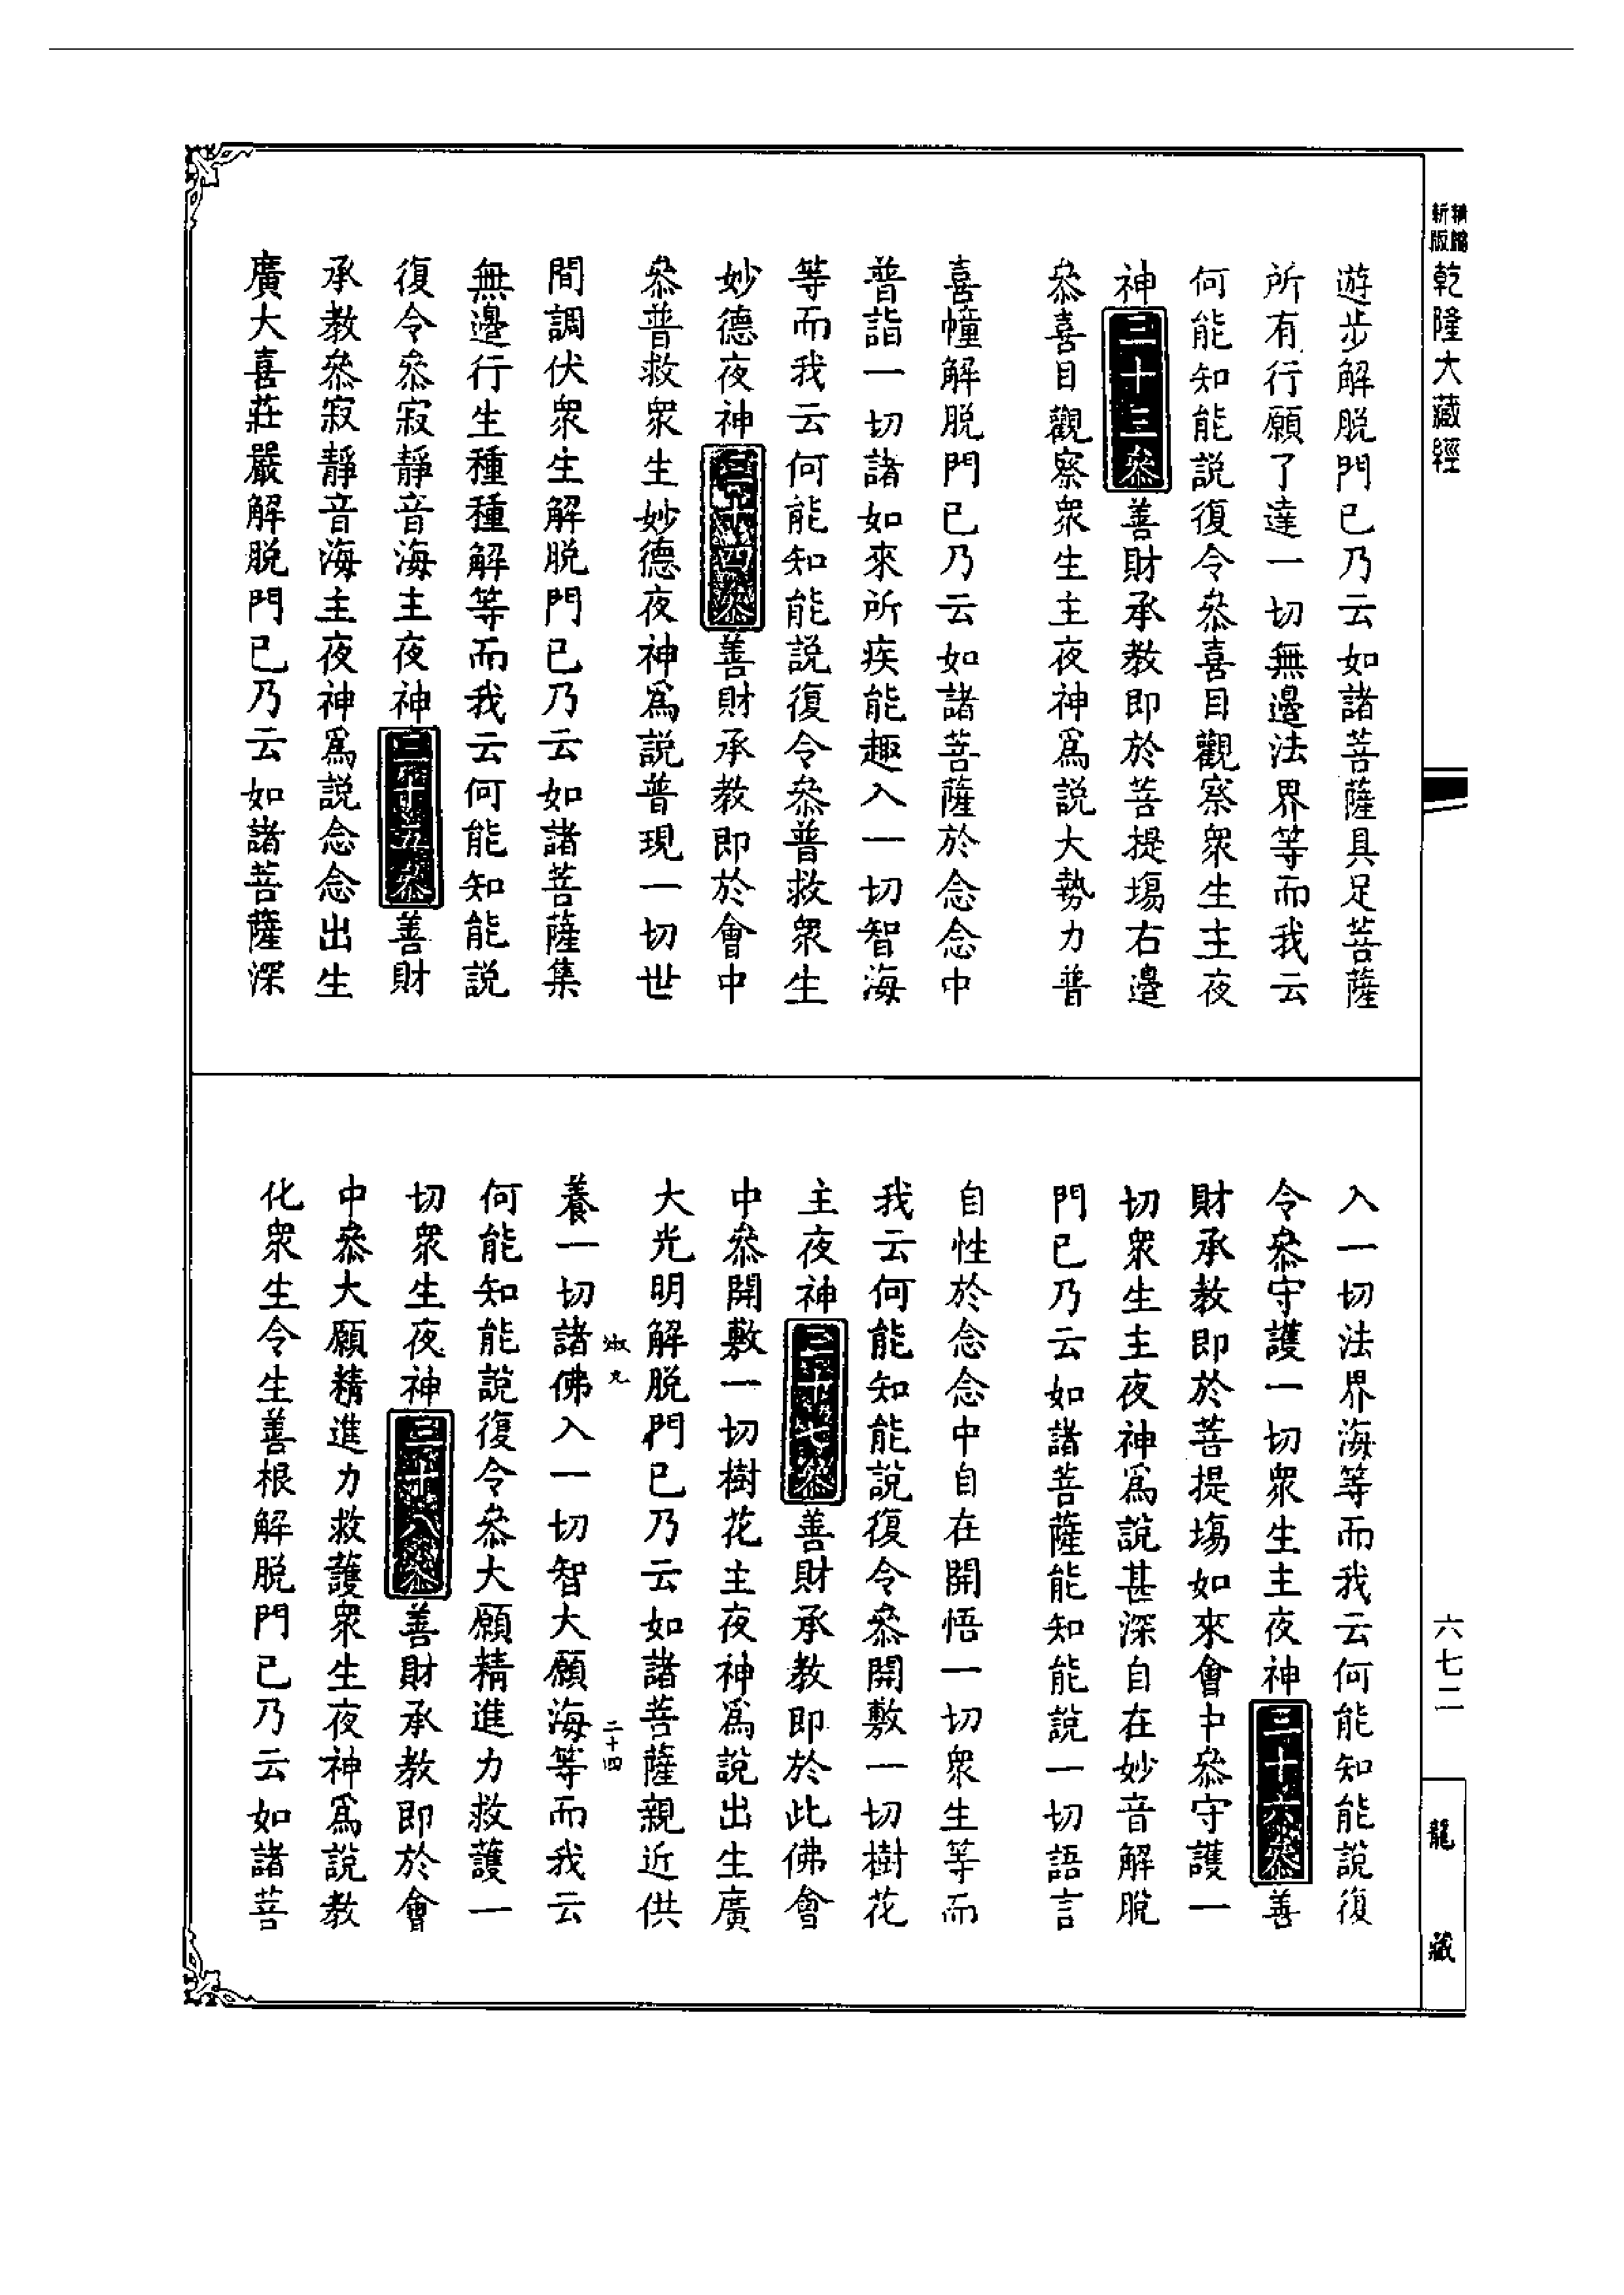 精編
新版
乾隆大藏經
遊步解脫門已乃云如諸菩薩具足菩薩
所有行願了達一切無邊法界等而我云
何能知能說復令叅喜目觀察衆生主夜
神三十三叅善財承教即於菩提場右邊
叅喜目觀察衆生主夜神爲說大勢力普
喜幢解脫門已乃云如諸菩薩於念念中
普詣一切諸如來所疾能趣入一切智海
等而我云何能知能說復令叅普救衆生
妙德夜神三十四叅善財承教即於會中
叅普救衆生妙德夜神爲說普現一切世
間調伏衆生解脫門已乃云如諸菩薩集
無邊行生種種解等而我云何能知能說
復令叅寂靜音海主夜神三十五叅善財
承教叅寂靜音海主夜神爲說念念出生
廣大喜莊嚴解脫門已乃云如諸菩薩深
入一切法界海等而我云何能知能說復
令叅守護一切衆生主夜神三十六叅善
財承教即於菩提場如來會中叅守護一
切衆生主夜神爲說甚深自在妙音解脫
門已乃云如諸菩薩能知能說一切語言
自性於念念中自在開悟一切衆生等而
我云何能知能說復令叅開敷一切樹花
主夜神三十七叅善財承教即於此佛會
中叅開敷一切樹花主夜神爲說出生廣
大光明解脫門已乃云如諸菩薩親近供
二十四
養一切諸佛入一切智大願海等而我云
何能知能說復令叅大願精進力救護一
切衆生夜神三十八叅善財承教即於會
中叅大願精進力救護衆生夜神爲說教
化衆生令生善根解脫門已乃云如諸菩
六七二
龍藏